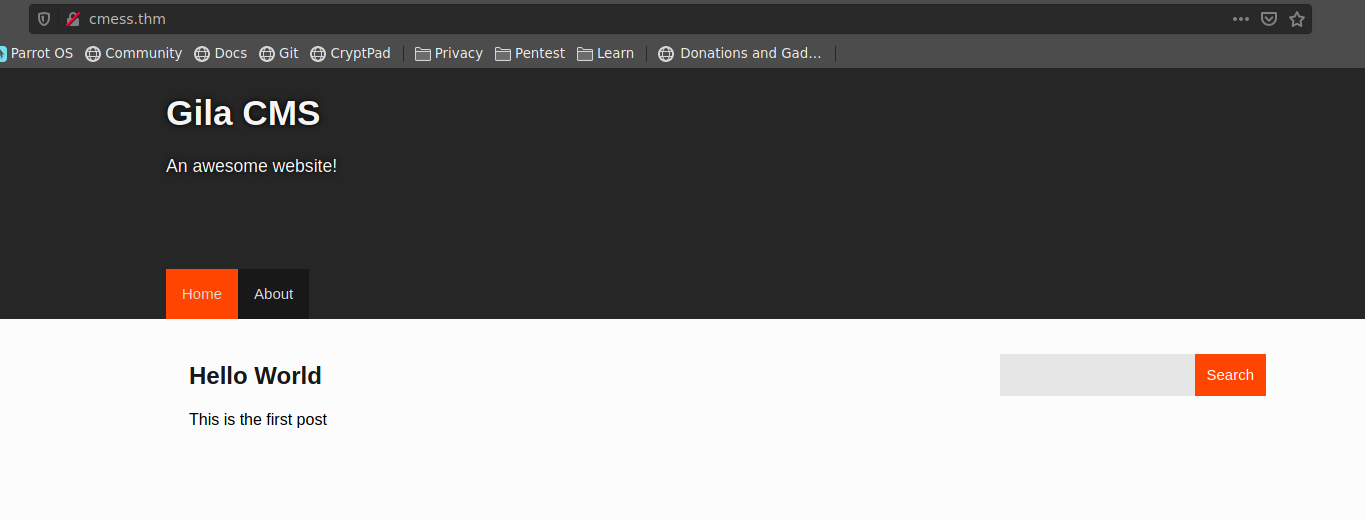 cmess.thm
Parrot OS Community Docs Git CryptPad Privacy Pentest Learn Donations and Gad...
Gila CMS
An awesome website!
Home About
Hello World
Search
This is the first post